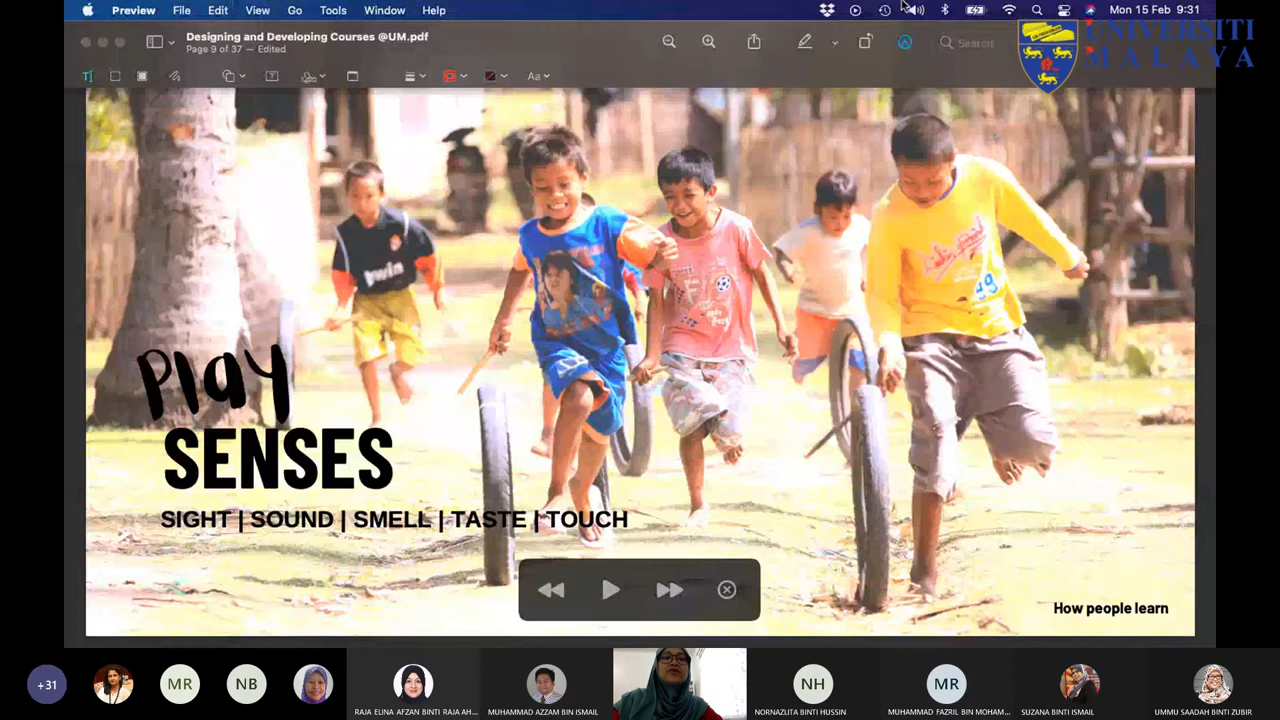 Preview File Edit View Go Tools Window Help
Mon 15 Feb 9:31
Designing and Developing Courses @UM.pdf
Page 9 of 37 — Edited
Search
UNIVERSITI
MALAYA
Aa
Play
SENSES
SIGHT | SOUND | SMELL | TASTE | TOUCH
How people learn
+31
MR
NB
NH
MR
RAJA ELINA AFZAN BINTI RAJA AH...
MUHAMMAD AZZAM BIN ISMAIL
NORNAZLITA BINTI HUSSIN
MUHAMMAD FAZRIL BIN MOHAM...
SUZANA BINTI ISMAIL
UMMU SAADAH BINTI ZUBIR